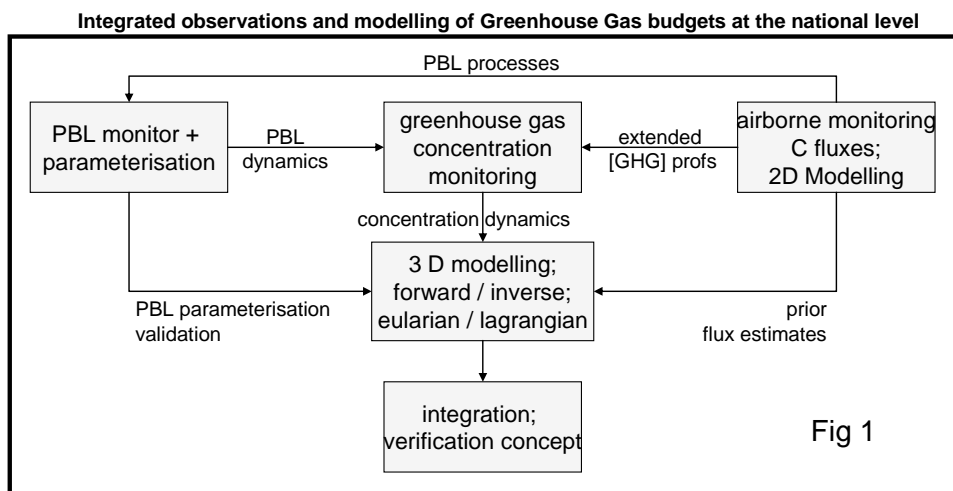 Integrated observations and modelling of Greenhouse Gas budgets at the national level
PBL processes
PBL monitor +
parameterisation
PBL
dynamics
greenhouse gas
concentration
monitoring
extended
[GHG] profs
airborne monitoring
C fluxes;
2D Modelling
concentration dynamics
3 D modelling;
forward / inverse;
eularian / lagrangian
PBL parameterisation
validation
prior
flux estimates
integration;
verification concept
Fig 1